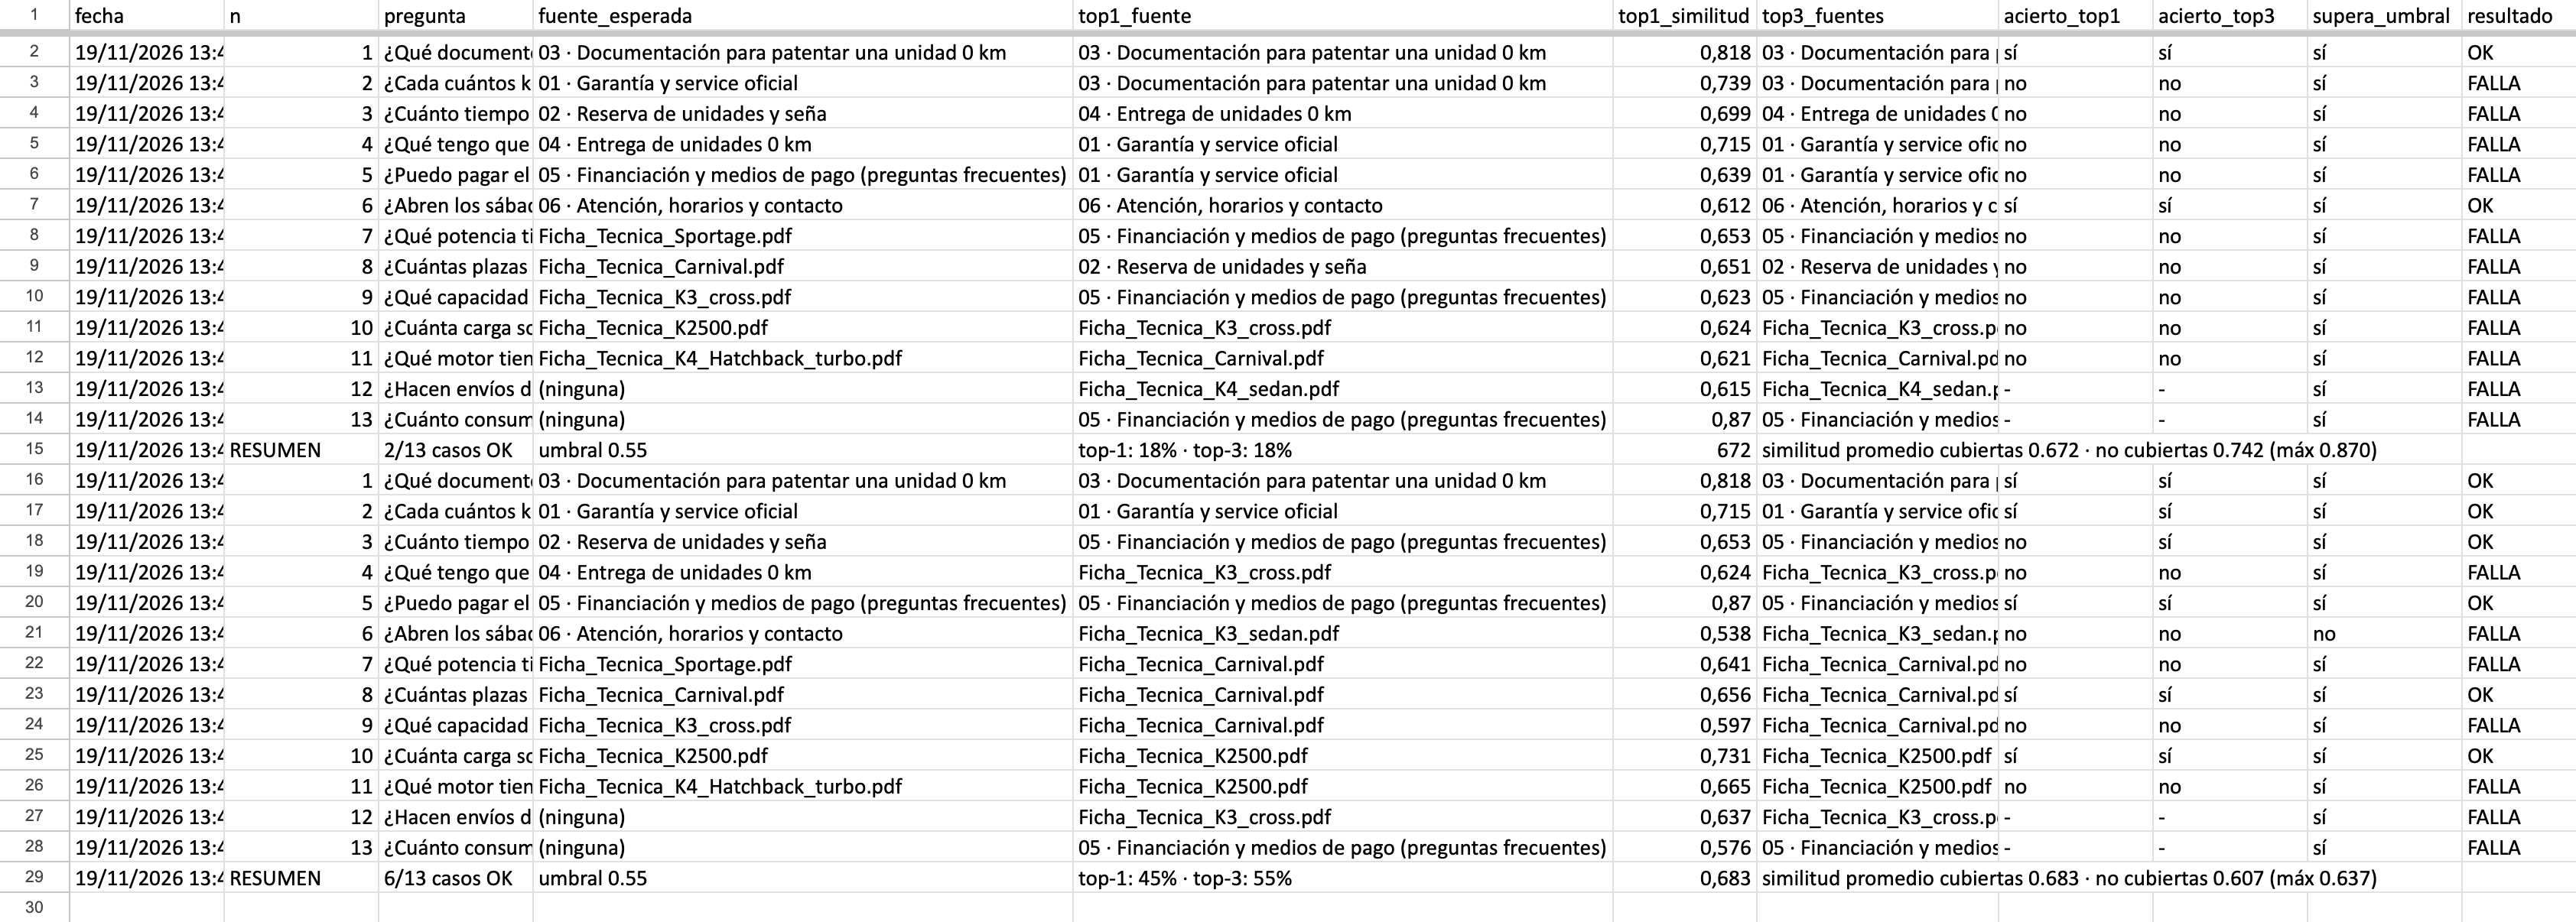 1 fecha n pregunta fuente_esperada top1_fuente top1_similitud top3_fuentes acierto_top1 acierto_top3 supera_umbral resultado
2 19/11/2026 13:4 1 ¿Qué document 03 · Documentación para patentar una unidad 0 km 03 · Documentación para patentar una unidad 0 km 0,818 03 · Documentación para sí sí sí OK
3 19/11/2026 13:4 2 ¿Cada cuántos k 01 · Garantía y service oficial 03 · Documentación para patentar una unidad 0 km 0,739 03 · Documentación para no no sí FALLA
4 19/11/2026 13:4 3 ¿Cuánto tiempo 02 · Reserva de unidades y seña 04 · Entrega de unidades 0 km 0,699 04 · Entrega de unidades 0 no no sí FALLA
5 19/11/2026 13:4 4 ¿Qué tengo que 04 · Entrega de unidades 0 km 01 · Garantía y service oficial 0,715 01 · Garantía y service ofic no no sí FALLA
6 19/11/2026 13:4 5 ¿Puedo pagar el 05 · Financiación y medios de pago (preguntas frecuentes) 01 · Garantía y service oficial 0,639 01 · Garantía y service ofic no no sí FALLA
7 19/11/2026 13:4 6 ¿Abren los sábad 06 · Atención, horarios y contacto 06 · Atención, horarios y contacto 0,612 06 · Atención, horarios y c sí sí sí OK
8 19/11/2026 13:4 7 ¿Qué potencia ti Ficha_Tecnica_Sportage.pdf 05 · Financiación y medios de pago (preguntas frecuentes) 0,653 05 · Financiación y medios no no sí FALLA
9 19/11/2026 13:4 8 ¿Cuántas plazas Ficha_Tecnica_Carnival.pdf 02 · Reserva de unidades y seña 0,651 02 · Reserva de unidades y no no sí FALLA
10 19/11/2026 13:4 9 ¿Qué capacidad Ficha_Tecnica_K3_cross.pdf 05 · Financiación y medios de pago (preguntas frecuentes) 0,623 05 · Financiación y medios no no sí FALLA
11 19/11/2026 13:4 10 ¿Cuánta carga so Ficha_Tecnica_K2500.pdf Ficha_Tecnica_K3_cross.pdf 0,624 Ficha_Tecnica_K3_cross.p no no sí FALLA
12 19/11/2026 13:4 11 ¿Qué motor tien Ficha_Tecnica_K4_Hatchback_turbo.pdf Ficha_Tecnica_Carnival.pdf 0,621 Ficha_Tecnica_Carnival.pd no no sí FALLA
13 19/11/2026 13:4 12 ¿Hacen envíos d (ninguna) Ficha_Tecnica_K4_sedan.pdf 0,615 Ficha_Tecnica_K4_sedan.p - - sí FALLA
14 19/11/2026 13:4 13 ¿Cuánto consum (ninguna) 05 · Financiación y medios de pago (preguntas frecuentes) 0,87 05 · Financiación y medios - - sí FALLA
15 19/11/2026 13:4 RESUMEN 2/13 casos OK umbral 0.55 top-1: 18% · top-3: 18% 672 similitud promedio cubiertas 0.672 · no cubiertas 0.742 (máx 0.870)
16 19/11/2026 13:4 1 ¿Qué document 03 · Documentación para patentar una unidad 0 km 03 · Documentación para patentar una unidad 0 km 0,818 03 · Documentación para sí sí sí OK
17 19/11/2026 13:4 2 ¿Cada cuántos k 01 · Garantía y service oficial 01 · Garantía y service oficial 0,715 01 · Garantía y service ofic sí sí sí OK
18 19/11/2026 13:4 3 ¿Cuánto tiempo 02 · Reserva de unidades y seña 05 · Financiación y medios de pago (preguntas frecuentes) 0,653 05 · Financiación y medios no sí sí OK
19 19/11/2026 13:4 4 ¿Qué tengo que 04 · Entrega de unidades 0 km Ficha_Tecnica_K3_cross.pdf 0,624 Ficha_Tecnica_K3_cross.p no no sí FALLA
20 19/11/2026 13:4 5 ¿Puedo pagar el 05 · Financiación y medios de pago (preguntas frecuentes) 05 · Financiación y medios de pago (preguntas frecuentes) 0,87 05 · Financiación y medios sí sí sí OK
21 19/11/2026 13:4 6 ¿Abren los sábad 06 · Atención, horarios y contacto Ficha_Tecnica_K3_sedan.pdf 0,538 Ficha_Tecnica_K3_sedan.p no no no FALLA
22 19/11/2026 13:4 7 ¿Qué potencia ti Ficha_Tecnica_Sportage.pdf Ficha_Tecnica_Carnival.pdf 0,641 Ficha_Tecnica_Carnival.pd no no sí FALLA
23 19/11/2026 13:4 8 ¿Cuántas plazas Ficha_Tecnica_Carnival.pdf Ficha_Tecnica_Carnival.pdf 0,656 Ficha_Tecnica_Carnival.pd sí sí sí OK
24 19/11/2026 13:4 9 ¿Qué capacidad Ficha_Tecnica_K3_cross.pdf Ficha_Tecnica_Carnival.pdf 0,597 Ficha_Tecnica_Carnival.pd no no sí FALLA
25 19/11/2026 13:4 10 ¿Cuánta carga so Ficha_Tecnica_K2500.pdf Ficha_Tecnica_K2500.pdf 0,731 Ficha_Tecnica_K2500.pdf sí sí sí OK
26 19/11/2026 13:4 11 ¿Qué motor tien Ficha_Tecnica_K4_Hatchback_turbo.pdf Ficha_Tecnica_K2500.pdf 0,665 Ficha_Tecnica_K2500.pdf no no sí FALLA
27 19/11/2026 13:4 12 ¿Hacen envíos d (ninguna) Ficha_Tecnica_K3_cross.pdf 0,637 Ficha_Tecnica_K3_cross.p - - sí FALLA
28 19/11/2026 13:4 13 ¿Cuánto consum (ninguna) 05 · Financiación y medios de pago (preguntas frecuentes) 0,576 05 · Financiación y medios - - sí FALLA
29 19/11/2026 13:4 RESUMEN 6/13 casos OK umbral 0.55 top-1: 45% · top-3: 55% 0,683 similitud promedio cubiertas 0.683 · no cubiertas 0.607 (máx 0.637)
30